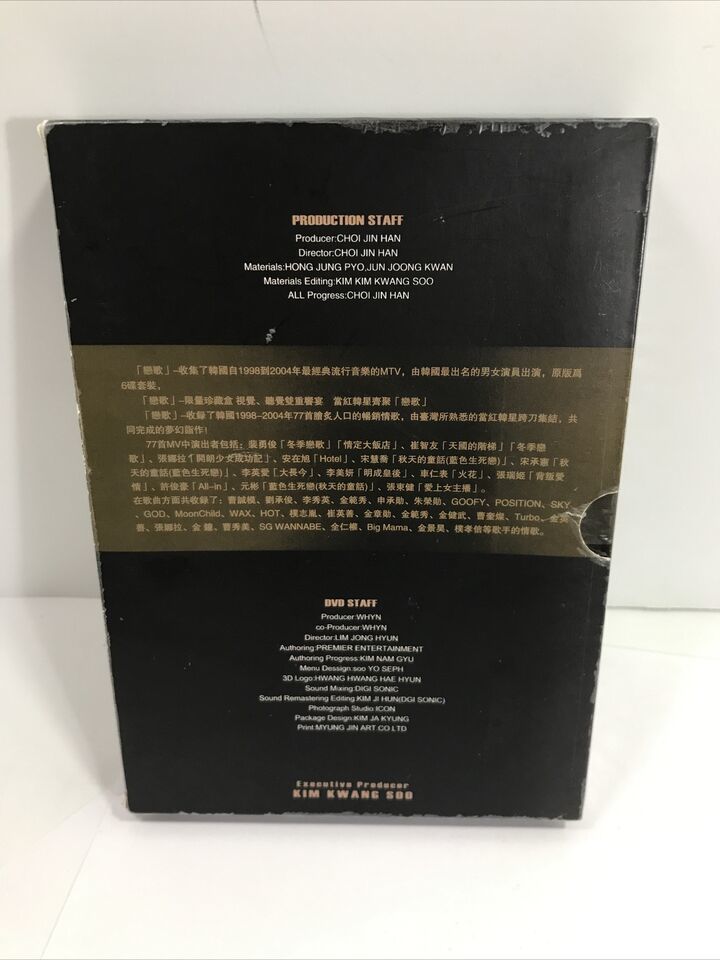 PRODUCTION STAFF
Producer:CHOI JIN HAN
Director:CHOI JIN HAN
Materials:HONG JUNG PYO,JUN JOONG KWAN
Materials Editing:KIM KIM KWANG SOO
ALL Progress:CHOI JIN HAN
「戀歌」–收集了韓國自1998到2004年最經典流行音樂的MTV，由韓國最出名的男女演員出演，原版爲
6碟套裝，
「戀歌」–限量珍藏盒 視覺、聽覺雙重饗宴　當紅韓星齊聚「戀歌」
「戀歌」–收錄了韓國1998–2004年77首膾炙人口的暢銷情歌，由臺灣所熟悉的當紅韓星跨刀集結，共
同完成的夢幻鉅作!
77首MV中演出者包括：裴勇俊「冬季戀歌」「情定大飯店」、崔智友「天國的階梯」「冬季戀
歌」、張娜拉「開朗少女成功記」、安在旭「Hotel」、宋慧喬「秋天的童話(藍色生死戀)」、宋承憲「秋
天的童話(藍色生死戀)」、李英愛「大長今」、李美妍「明成皇後」、車仁表「火花」、張瑞姬「背叛愛
情」、許俊豪「All–in」、元彬「藍色生死戀(秋天的童話)」、張東健「愛上女主播」。
在歌曲方面共收錄了：曹誠模、劉承俊、李秀英、金範秀、申承勛、朱榮勛、GOOFY、POSITION、SKY
、GOD、MoonChild、WAX、HOT、樸志胤、崔英善、金章勛、金範秀、金健武、曹奎燦、Turbo、金英
善、張娜拉、金 鐘、曹秀美、SG WANNABE、全仁權、Big Mama、金景昊、樸孝信等歌手的情歌。
DVD STAFF
Producer:WHYN
co-Producer:WHYN
Director:LIM JONG HYUN
Authoring:PREMIER ENTERTAINMENT
Authoring Progress:KIM NAM GYU
Menu Dessign:soo YO SEPH
3D Logo:HWANG HWANG HAE HYUN
Sound Mixing:DIGI SONIC
Sound Remastering Editing:KIM JI HUN(DGI SONIC)
Photograph Studio:ICON
Package Design:KIM JA KYUNG
Print:MYUNG JIN ART CO LTD
Executive Producer
KIM KWANG SOO